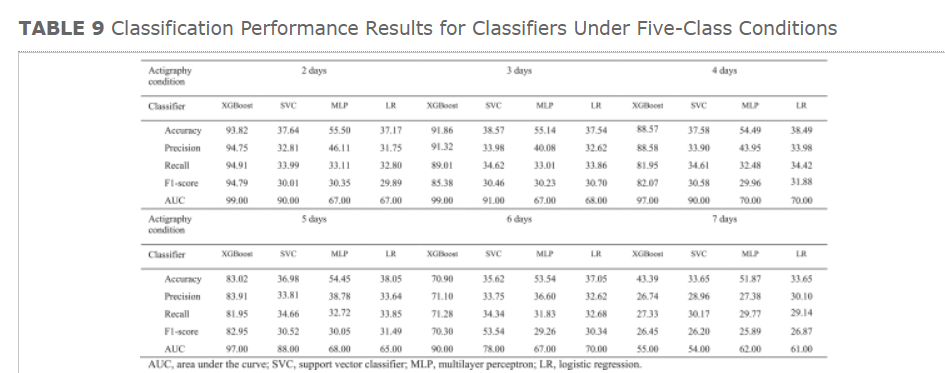 TABLE 9 Classification Performance Results for Classifiers Under Five-Class Conditions
Actigraphy condition 2 days 3 days 4 days
Classifier XGBoost SVC MLP LR XGBoost SVC MLP LR XGBoost SVC MLP LR
Accuracy 93.82 37.64 55.50 37.17 91.86 38.57 55.14 37.54 88.57 37.58 54.49 38.49
Precision 94.75 32.81 46.11 31.75 91.32 33.98 40.08 32.62 88.58 33.90 43.95 33.98
Recall 94.91 33.99 33.11 32.80 89.01 34.62 33.01 33.86 81.95 34.61 32.48 34.42
F1-score 94.79 30.01 30.35 29.89 85.38 30.46 30.23 30.70 82.07 30.58 29.96 31.88
AUC 99.00 90.00 67.00 67.00 99.00 91.00 67.00 68.00 97.00 90.00 70.00 70.00
Actigraphy condition 5 days 6 days 7 days
Classifier XGBoost SVC MLP LR XGBoost SVC MLP LR XGBoost SVC MLP LR
Accuracy 83.02 36.98 54.45 38.05 70.90 35.62 53.54 37.05 43.39 33.65 51.87 33.65
Precision 83.91 33.81 38.78 33.64 71.10 33.75 36.60 32.62 26.74 28.96 27.38 30.10
Recall 81.95 34.66 32.72 33.85 71.28 34.34 31.83 32.68 27.33 30.17 29.77 29.14
F1-score 82.95 30.52 30.05 31.49 70.30 53.54 29.26 30.34 26.45 26.20 25.89 26.87
AUC 97.00 88.00 68.00 65.00 90.00 78.00 67.00 70.00 55.00 54.00 62.00 61.00
AUC, area under the curve; SVC, support vector classifier; MLP, multilayer perceptron; LR, logistic regression.